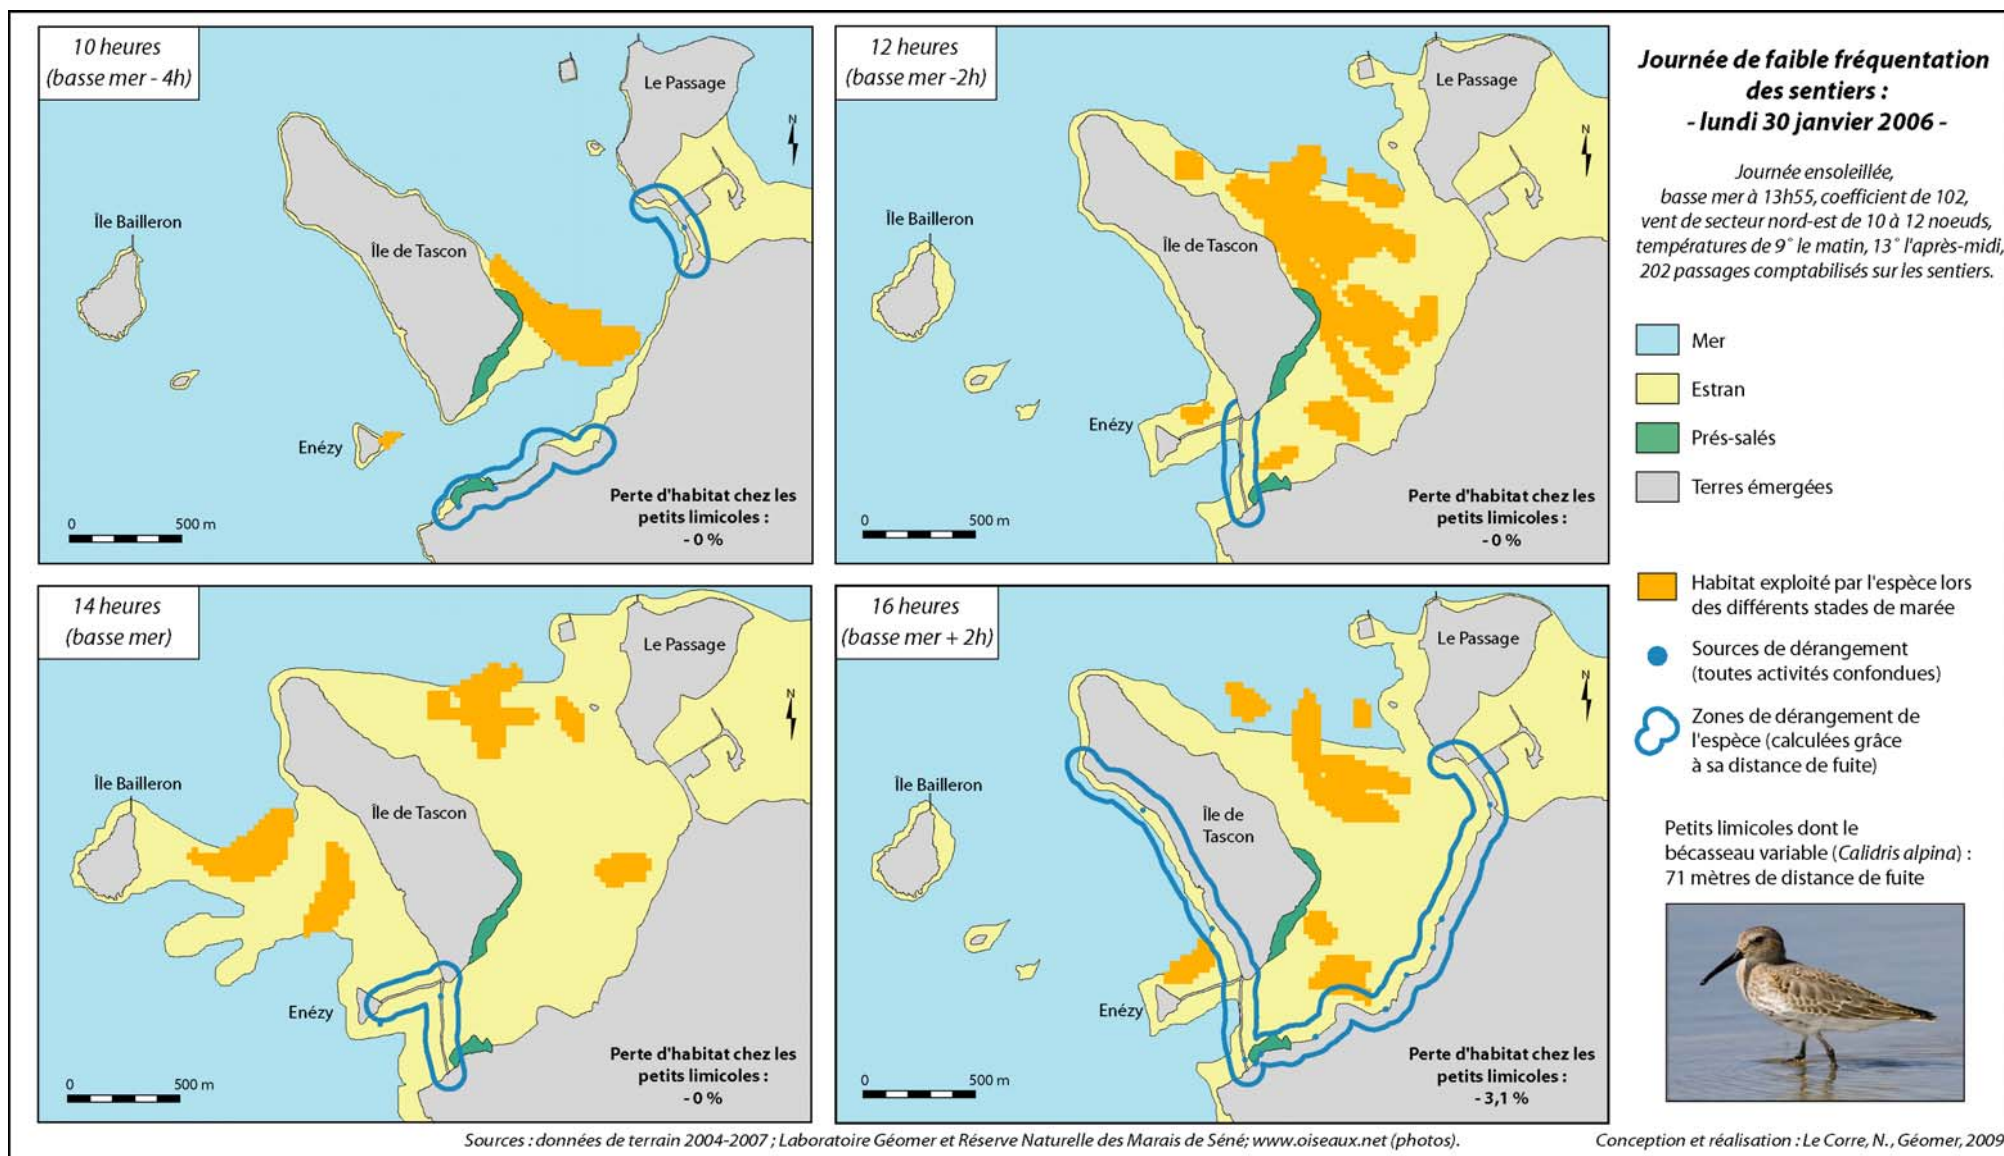 10 heures
(basse mer - 4h)
Le Passage
N
Île Bailleron
Île de Tascon
Enézy
0 500 m
Perte d'habitat chez les
petits limicoles :
- 0 %
12 heures
(basse mer -2h)
Le Passage
N
Île Bailleron
Île de Tascon
Enézy
0 500 m
Perte d'habitat chez les
petits limicoles :
- 0 %
14 heures
(basse mer)
Le Passage
N
Île Bailleron
Île de Tascon
Enézy
0 500 m
Perte d'habitat chez les
petits limicoles :
- 0 %
16 heures
(basse mer + 2h)
Le Passage
N
Île Bailleron
Île de
Tascon
Enézy
0 500 m
Perte d'habitat chez les
petits limicoles :
- 3,1 %
Journée de faible fréquentation
des sentiers :
- lundi 30 janvier 2006 -
Journée ensoleillée,
basse mer à 13h55, coefficient de 102,
vent de secteur nord-est de 10 à 12 noeuds,
températures de 9° le matin, 13° l'après-midi,
202 passages comptabilisés sur les sentiers.
Mer
Estran
Prés-salés
Terres émergées
Habitat exploité par l'espèce lors
des différents stades de marée
Sources de dérangement
(toutes activités confondues)
Zones de dérangement de
l'espèce (calculées grâce
à sa distance de fuite)
Petits limicoles dont le
bécasseau variable (Calidris alpina) :
71 mètres de distance de fuite
Sources : données de terrain 2004-2007 ; Laboratoire Géomer et Réserve Naturelle des Marais de Séné; www.oiseaux.net (photos).
Conception et réalisation : Le Corre, N., Géomer, 2009